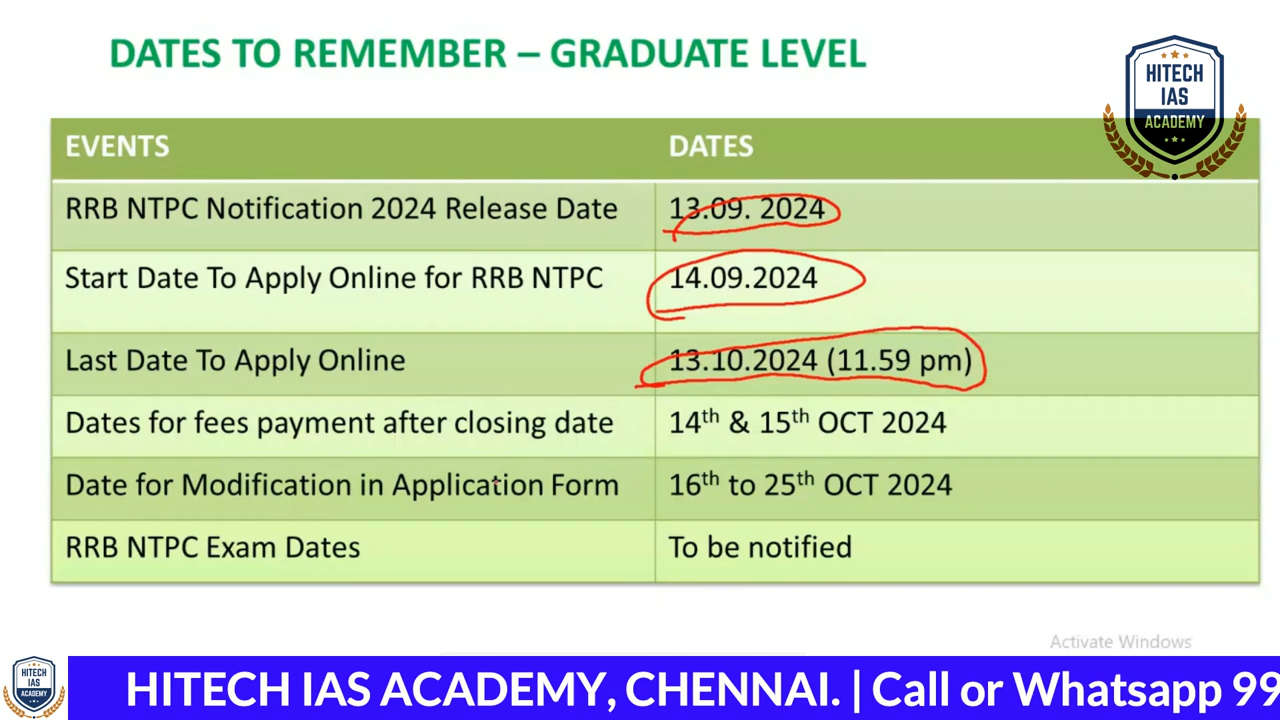 DATES TO REMEMBER – GRADUATE LEVEL
HITECH
IAS
ACADEMY
EVENTS DATES
RRB NTPC Notification 2024 Release Date 13.09. 2024
Start Date To Apply Online for RRB NTPC 14.09.2024
Last Date To Apply Online 13.10.2024 (11.59 pm)
Dates for fees payment after closing date 14th & 15th OCT 2024
Date for Modification in Application Form 16th to 25th OCT 2024
RRB NTPC Exam Dates To be notified
Activate Windows
HITECH
IAS
ACADEMY
HITECH IAS ACADEMY, CHENNAI. | Call or Whatsapp 99